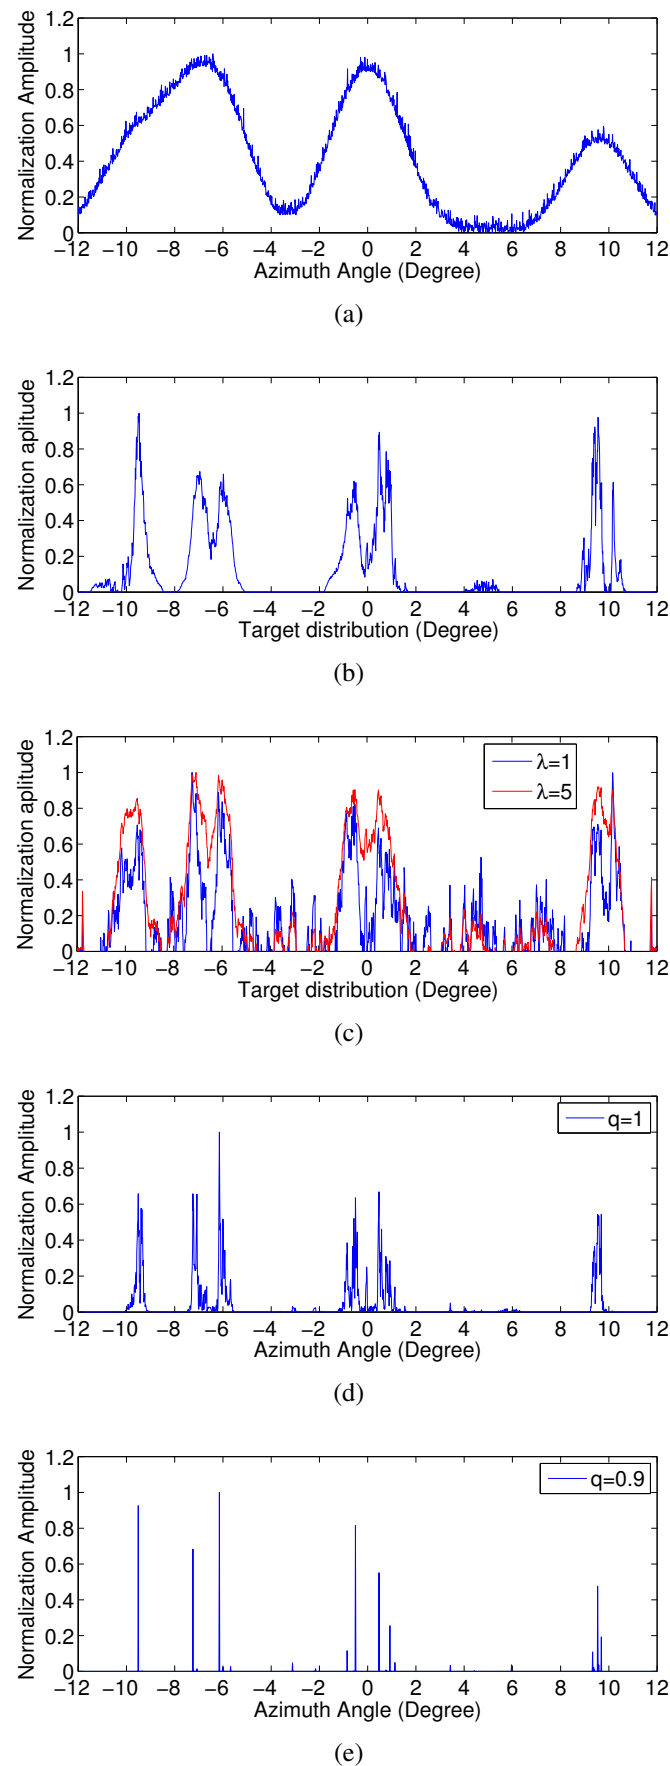 Normalization Amplitude
1.2
1
0.8
0.6
0.4
0.2
0
−12 −10 −8 −6 −4 −2 0 2 4 6 8 10 12
Azimuth Angle (Degree)
(a)
Normalization aplitude
1.2
1
0.8
0.6
0.4
0.2
0
−12 −10 −8 −6 −4 −2 0 2 4 6 8 10 12
Target distribution (Degree)
(b)
Normalization aplitude
1.2
1
0.8
0.6
0.4
0.2
0
λ=1
λ=5
−12 −10 −8 −6 −4 −2 0 2 4 6 8 10 12
Target distribution (Degree)
(c)
Normalization Amplitude
1.2
1
0.8
0.6
0.4
0.2
0
q=1
−12 −10 −8 −6 −4 −2 0 2 4 6 8 10 12
Azimuth Angle (Degree)
(d)
Normalization Amplitude
1.2
1
0.8
0.6
0.4
0.2
0
q=0.9
−12 −10 −8 −6 −4 −2 0 2 4 6 8 10 12
Azimuth Angle (Degree)
(e)